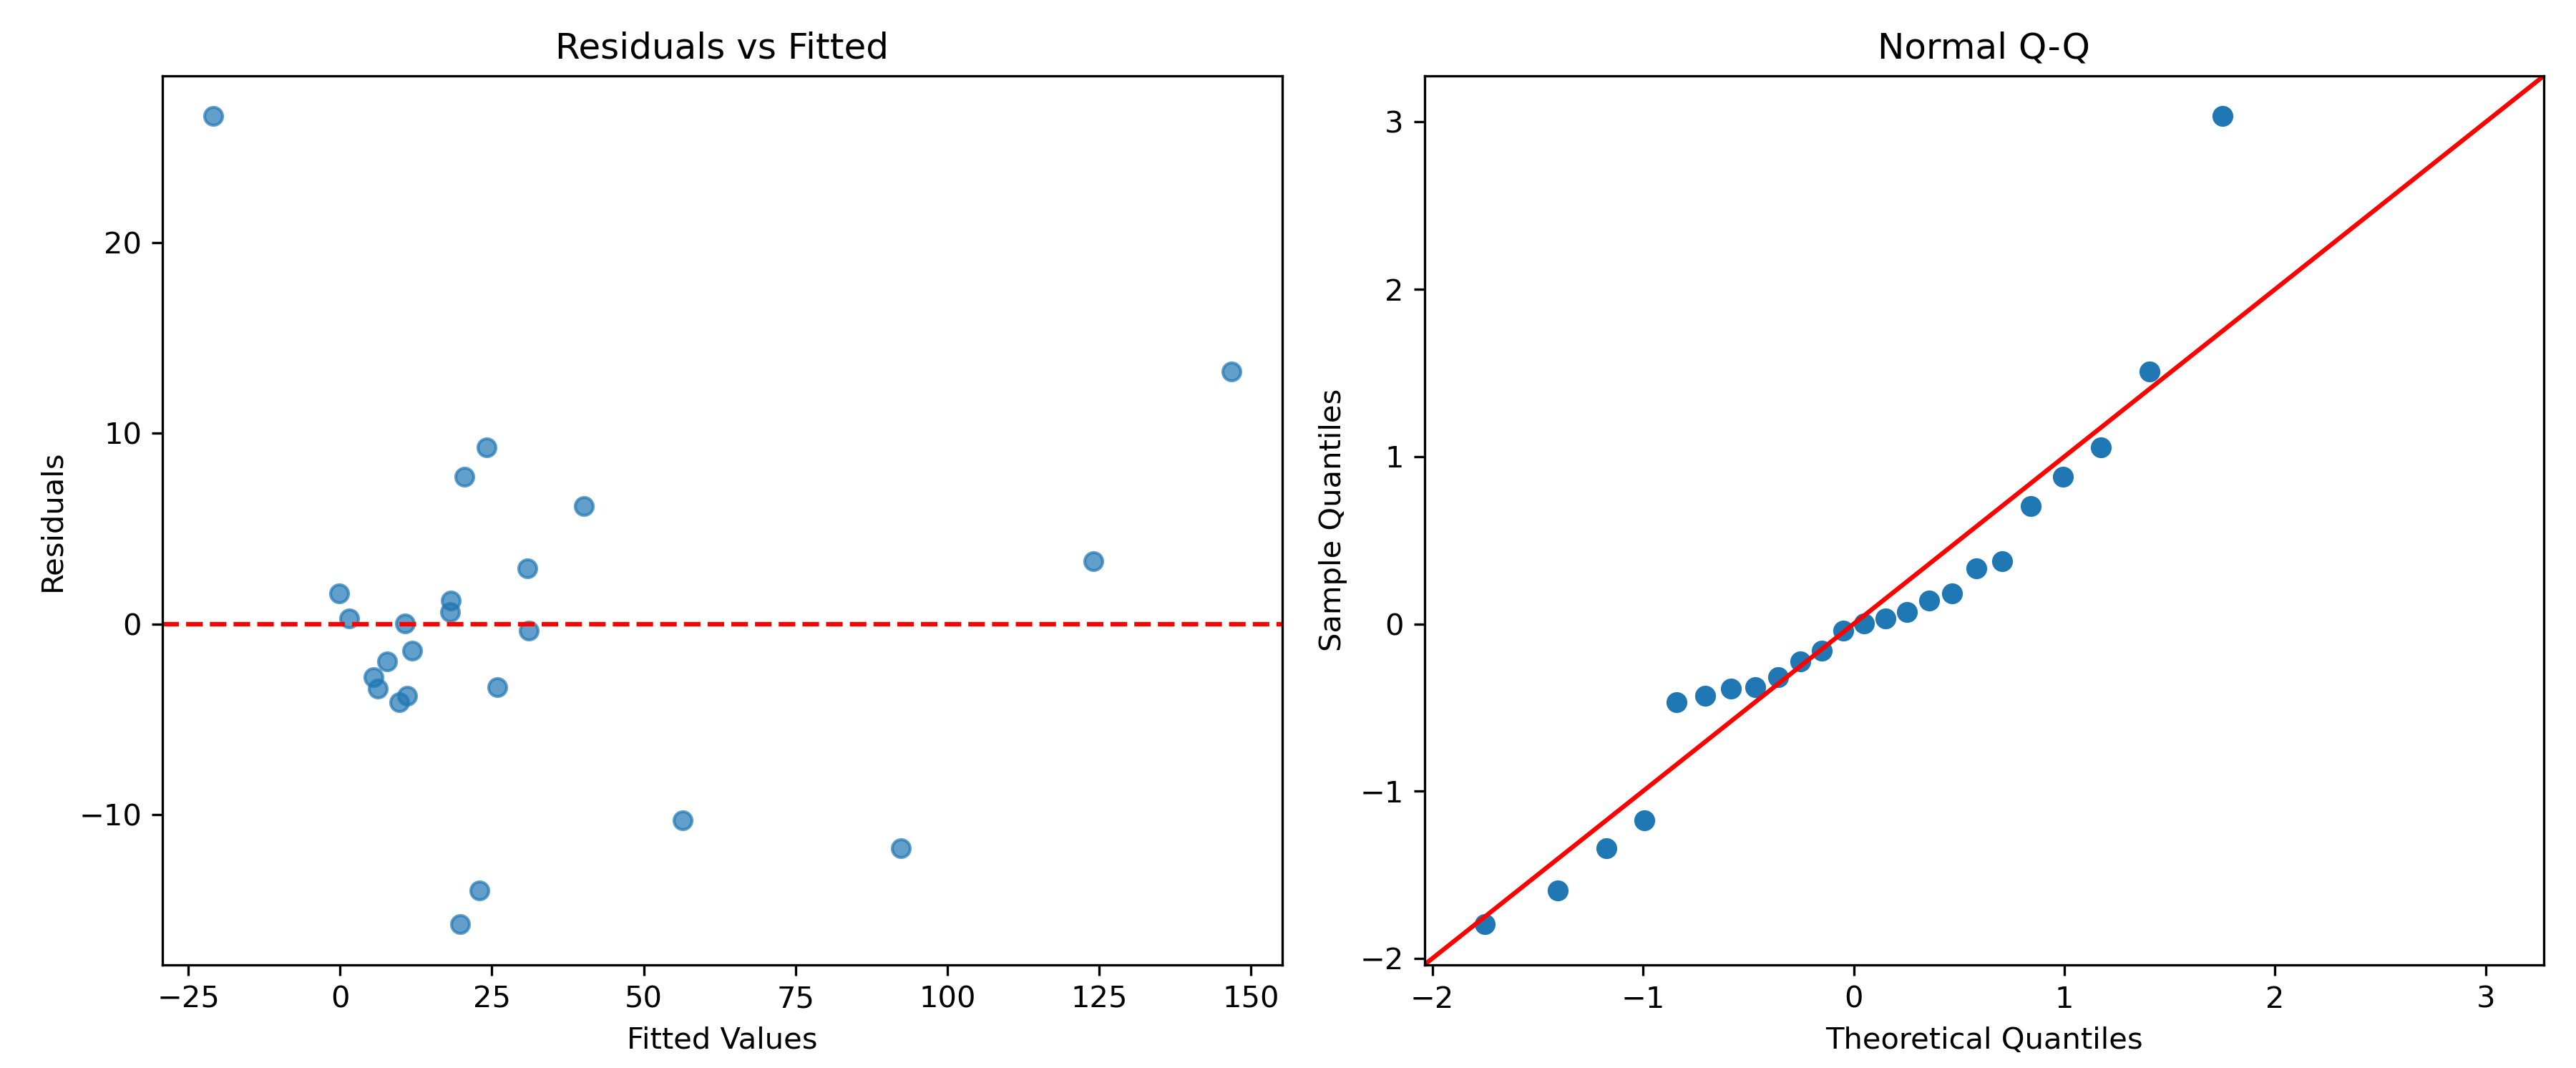 Residuals vs Fitted
Residuals
20
10
0
−10
−25 0 25 50 75 100 125 150
Fitted Values
Normal Q-Q
Sample Quantiles
3
2
1
0
−1
−2
−2 −1 0 1 2 3
Theoretical Quantiles